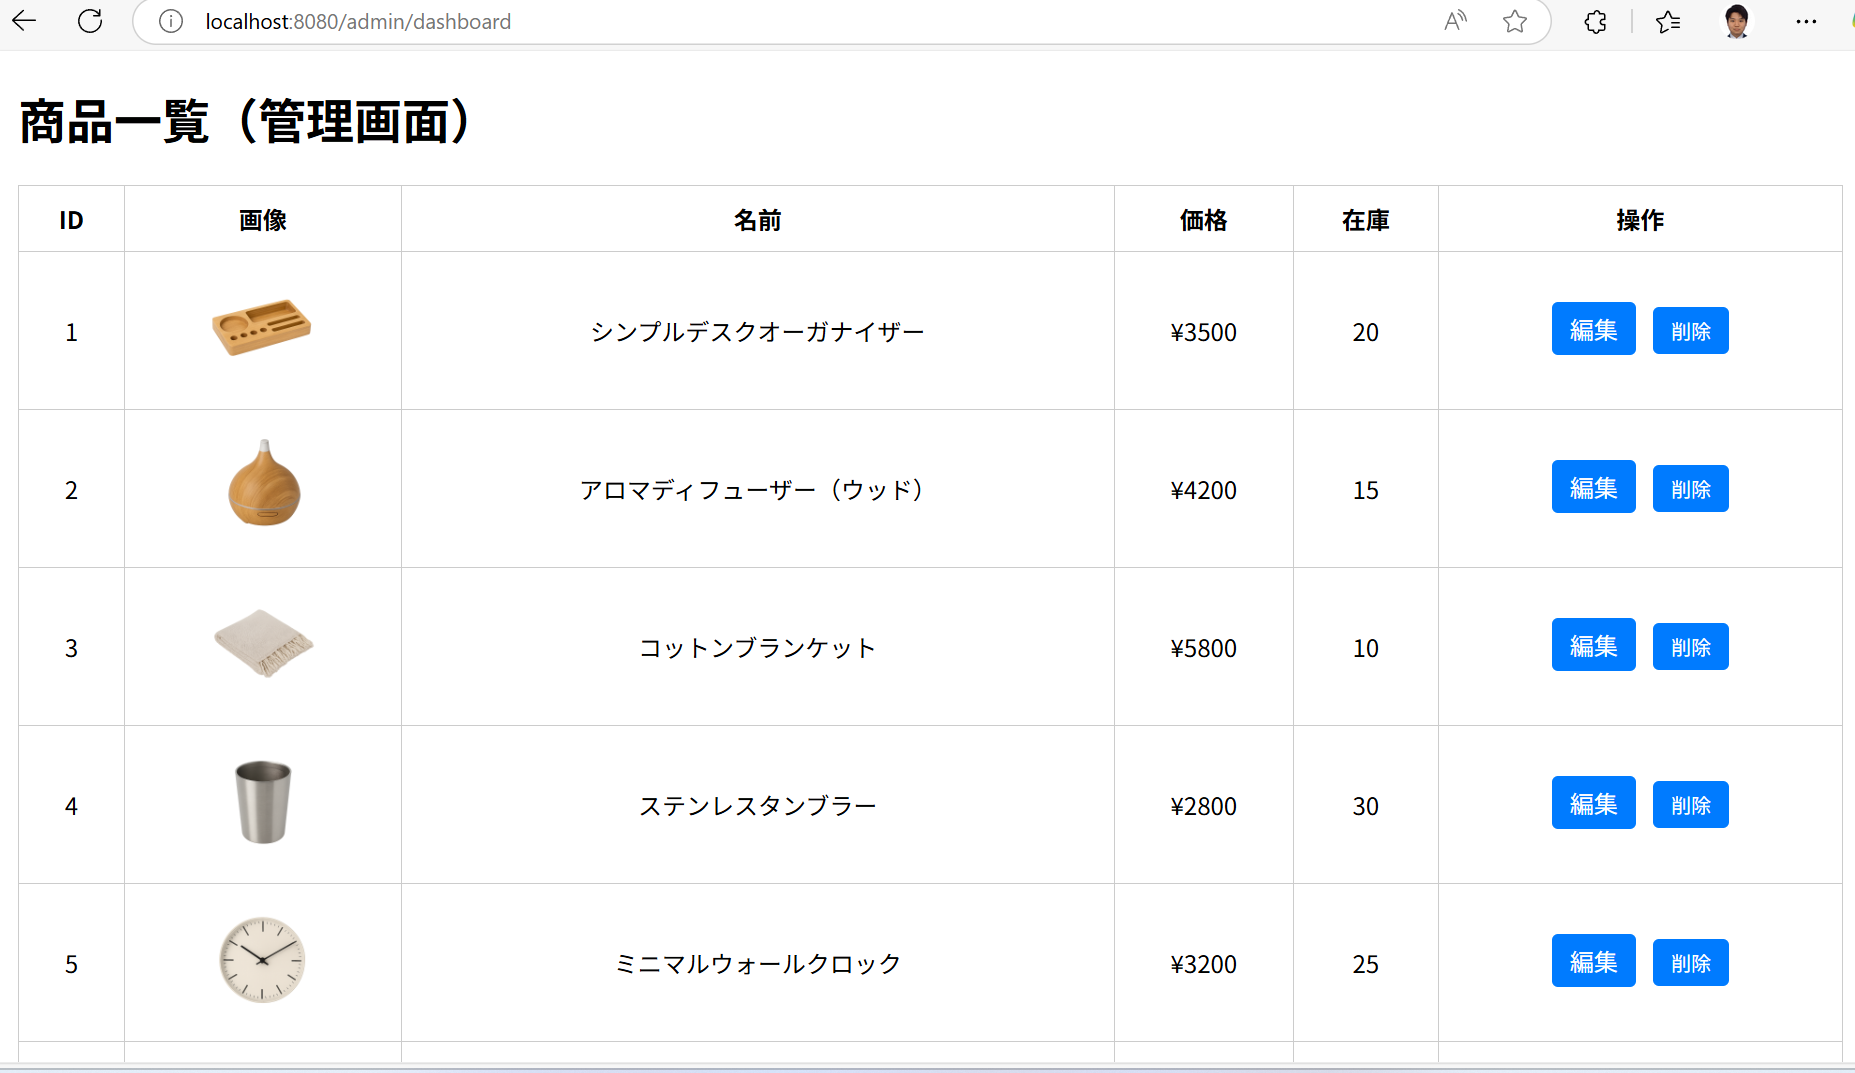 localhost:8080/admin/dashboard
商品一覧（管理画面）
ID 画像 名前 価格 在庫 操作
1 シンプルデスクオーガナイザー ¥3500 20 編集 削除
2 アロマディフューザー（ウッド） ¥4200 15 編集 削除
3 コットンブランケット ¥5800 10 編集 削除
4 ステンレスタンブラー ¥2800 30 編集 削除
5 ミニマルウォールクロック ¥3200 25 編集 削除